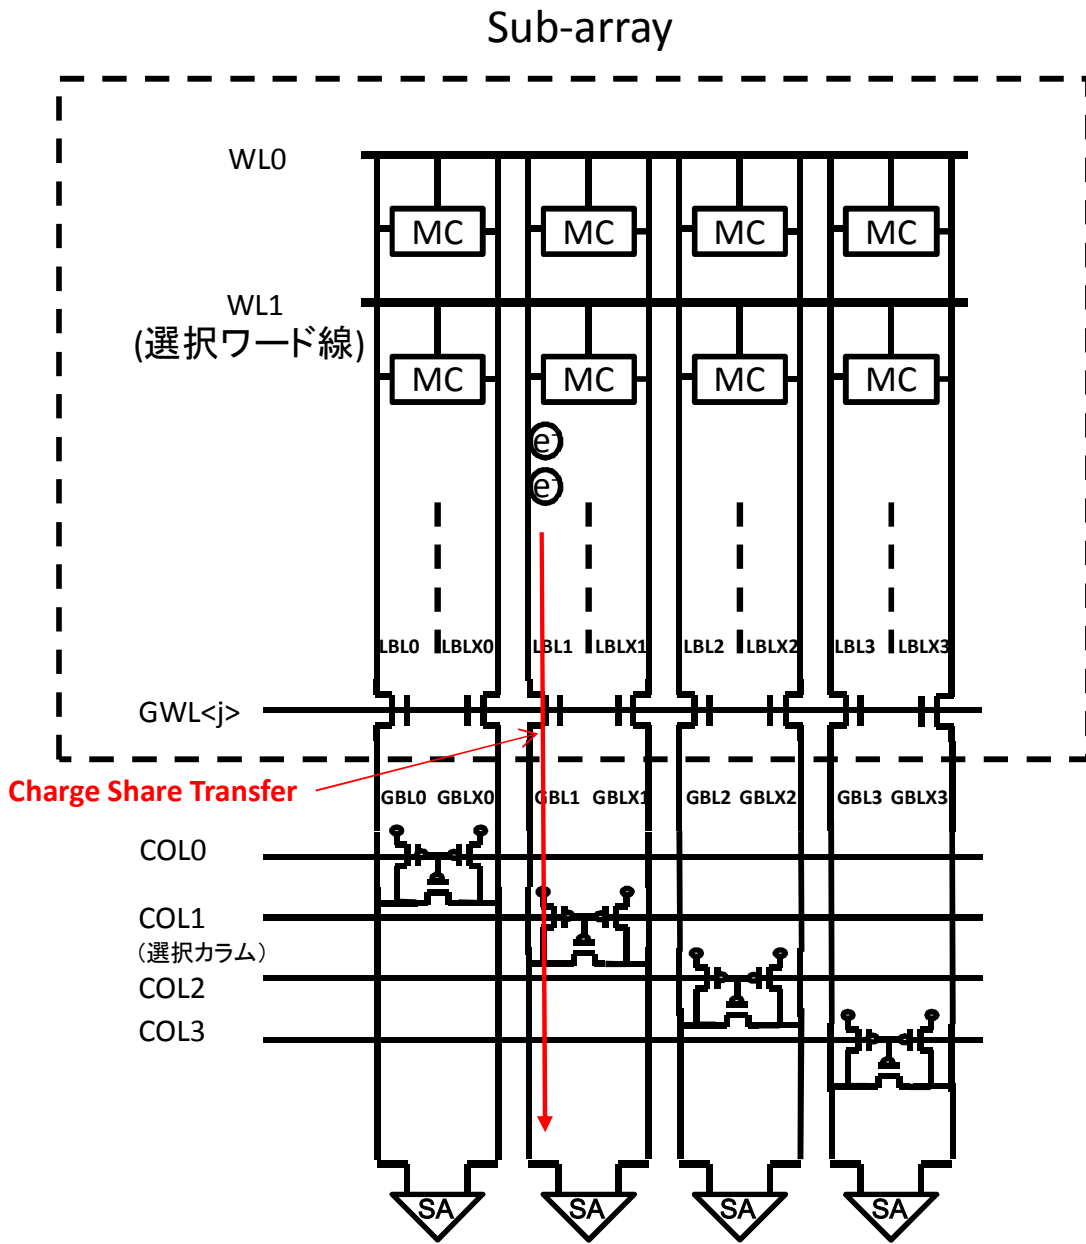 Sub-array
WL0
MC MC MC MC
WL1
(選択ワード線)
MC MC MC MC
e⁻
e⁻
LBL0 LBLX0 LBL1 LBLX1 LBL2 LBLX2 LBL3 LBLX3
GWL<j>
Charge Share Transfer
GBL0 GBLX0 GBL1 GBLX1 GBL2 GBLX2 GBL3 GBLX3
COL0
COL1
(選択カラム)
COL2
COL3
SA SA SA SA